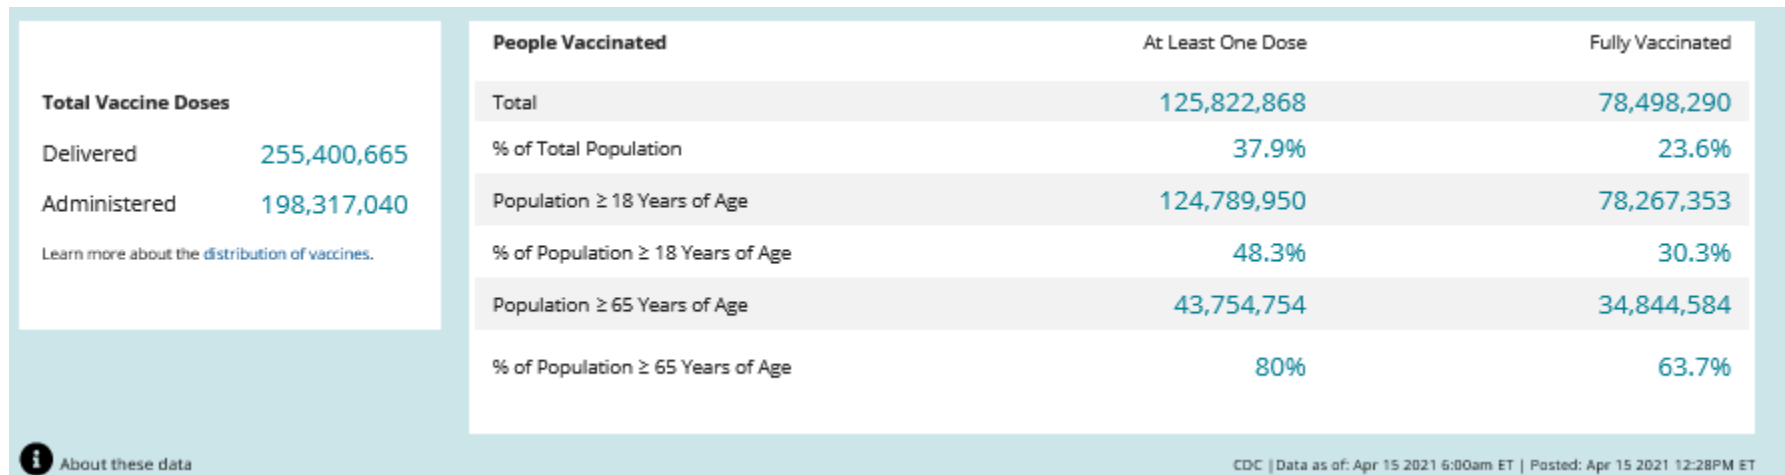 Total Vaccine Doses
Delivered 255,400,665
Administered 198,317,040
Learn more about the distribution of vaccines.
People Vaccinated At Least One Dose Fully Vaccinated
Total 125,822,868 78,498,290
% of Total Population 37.9% 23.6%
Population ≥ 18 Years of Age 124,789,950 78,267,353
% of Population ≥ 18 Years of Age 48.3% 30.3%
Population ≥ 65 Years of Age 43,754,754 34,844,584
% of Population ≥ 65 Years of Age 80% 63.7%
i About these data
CDC | Data as of: Apr 15 2021 6:00am ET | Posted: Apr 15 2021 12:28PM ET